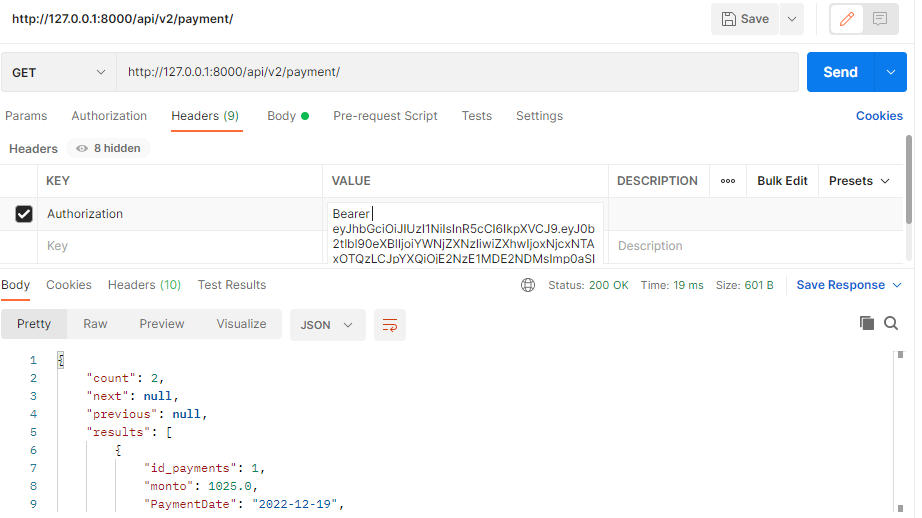 http://127.0.0.1:8000/api/v2/payment/ Save
GET http://127.0.0.1:8000/api/v2/payment/ Send
Params Authorization Headers (9) Body Pre-request Script Tests Settings Cookies
Headers 8 hidden
KEY VALUE DESCRIPTION ooo Bulk Edit Presets
Authorization Bearer
eyJhbGciOiJIUzI1NiIsInR5cCI6IkpXVCJ9.eyJ0b
2tlbl90eXBlIjoiYWNjZXNzIiwiZXhwIjoxNjcxNTA
xOTQzLCJpYXQiOjE2NzE1MDE2NDMsImp0aSI
Key Description
Body Cookies Headers (10) Test Results Status: 200 OK Time: 19 ms Size: 601 B Save Response
Pretty Raw Preview Visualize JSON
1 {
2 "count": 2,
3 "next": null,
4 "previous": null,
5 "results": [
6 {
7 "id_payments": 1,
8 "monto": 1025.0,
9 "PaymentDate": "2022-12-19",